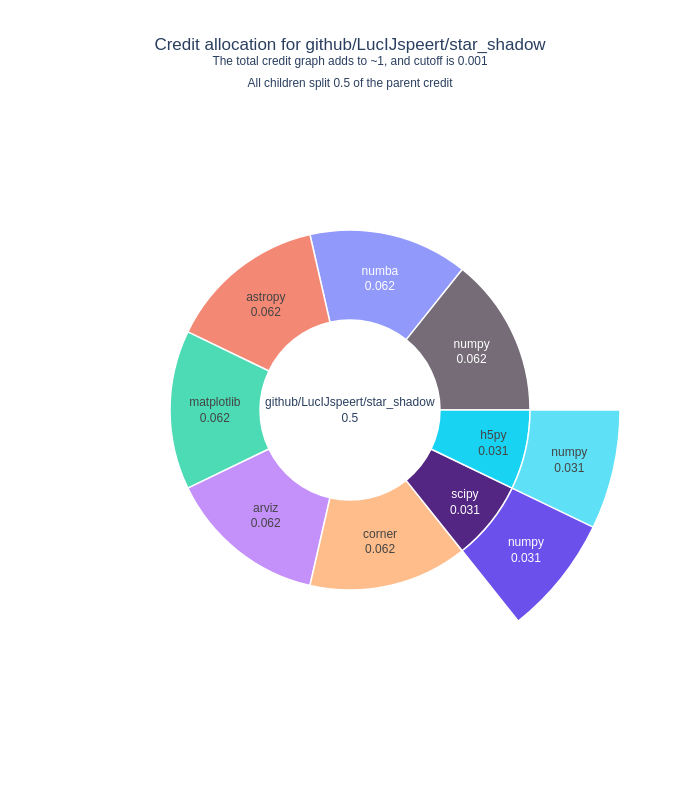 Credit allocation for github/LucIJspeert/star_shadow
The total credit graph adds to ~1, and cutoff is 0.001
All children split 0.5 of the parent credit
numba
0.062
astropy
0.062
numpy
0.062
matplotlib
0.062
github/LucIJspeert/star_shadow
0.5
h5py
0.031
numpy
0.031
scipy
0.031
arviz
0.062
corner
0.062
numpy
0.031